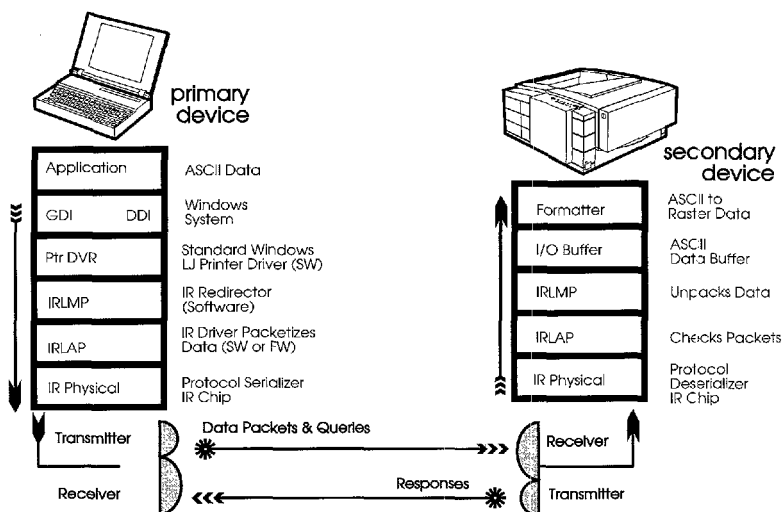 primary
device
Application
ASCII Data
GDI DDI
Windows
System
Ptr DVR
Standard Windows
LJ Printer Driver (SW)
IRLMP
IR Redirector
(Software)
IRLAP
IR Driver Packetizes
Data (SW or FW)
IR Physical
Protocol Serializer
IR Chip
Transmitter
Receiver
secondary
device
Formatter
ASCII to
Raster Data
I/O Buffer
ASCII
Data Buffer
IRLMP
Unpacks Data
IRLAP
Checks Packets
IR Physical
Protocol
Deserializer
IR Chip
Receiver
Transmitter
Data Packets & Queries
Responses